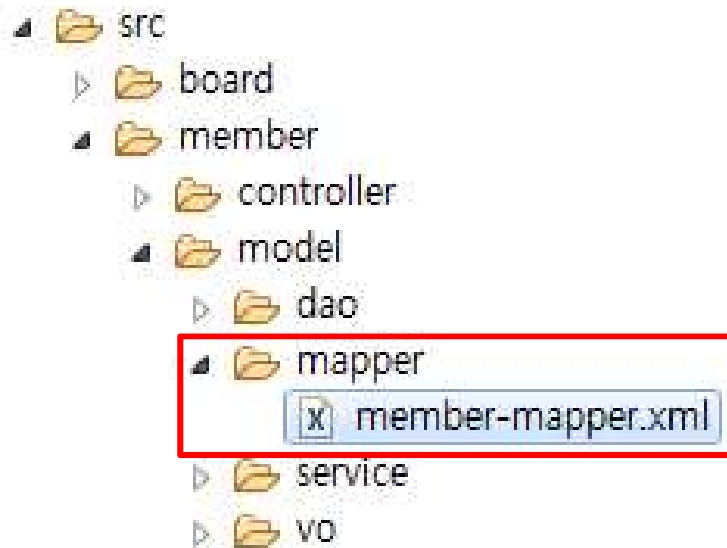 src
board
member
controller
model
dao
mapper
member-mapper.xml
service
vo